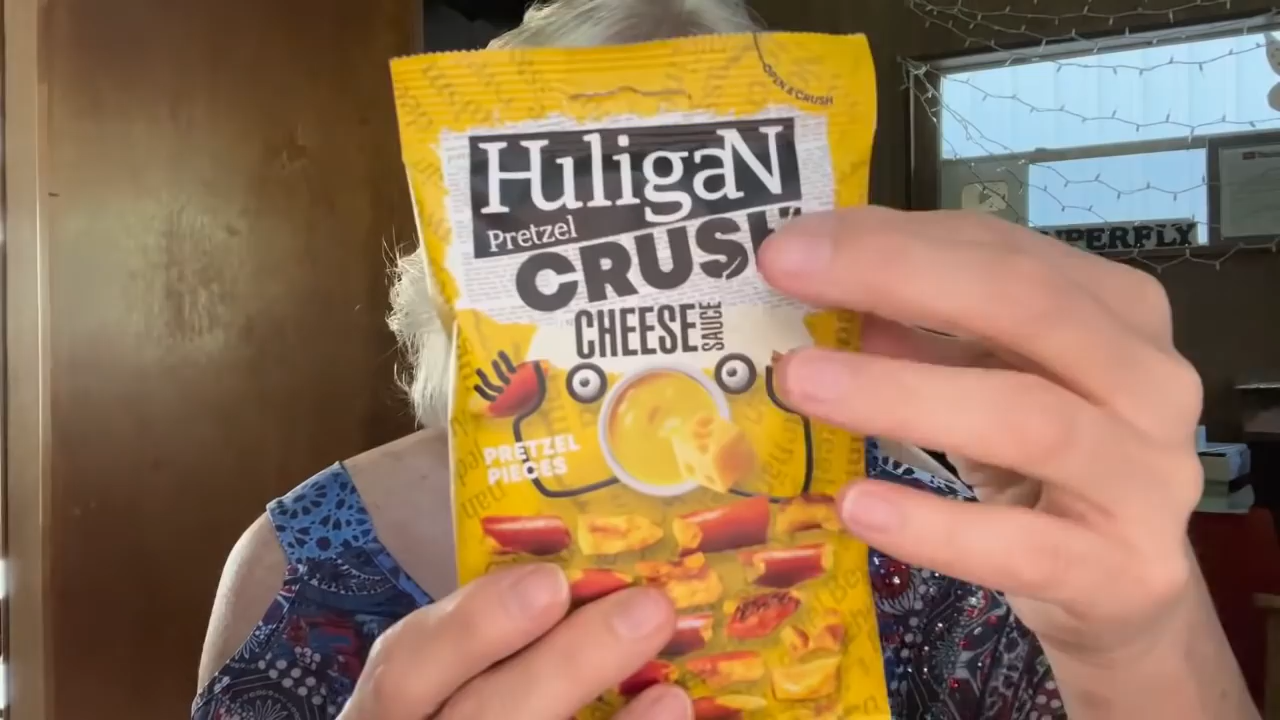 OPEN & CRUSH
HuligaN
Pretzel
CRUSH
CHEESE
SAUCE
PRETZEL
PIECES
UPERFLY